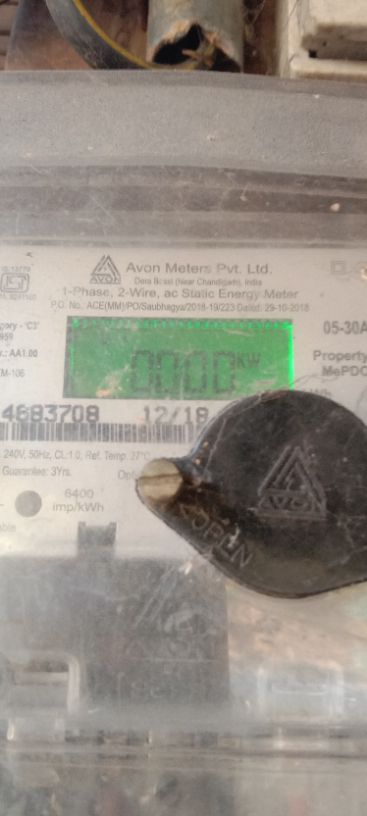 AVON
Avon Meters Pvt. Ltd.
Dera Bassi (Near Chandigarh), India
1-Phase, 2-Wire, ac Static Energy Meter
P.O. No. ACE(MM)/PO/Saubhagya/2018-19/223 Dated: 29-10-2018
05-30A
Property
MePDC
KW
4683708 12/18
240V, 50Hz, CL:1.0, Ref. Temp. 27°C
Guarantee: 3Yrs.
6400
imp/kWh
AVON
OPEN